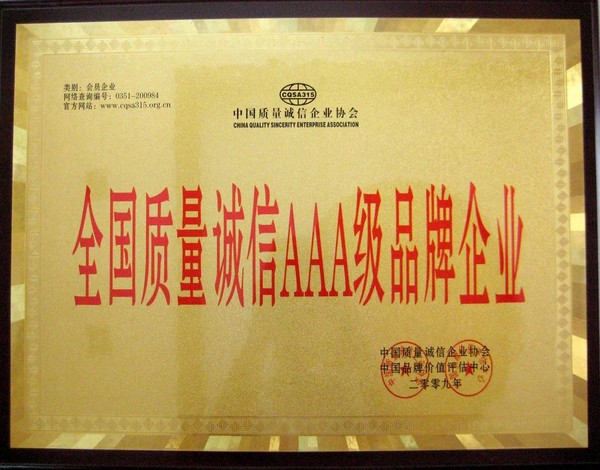 类别：会员企业
网络查询编号：0351-200984
官方网站：www.cqsa315.org.cn
CQSA315
中国质量诚信企业协会
CHINA QUALITY SINCERITY ENTERPRISE ASSOCIATION
全国质量诚信AAA级品牌企业
中国质量诚信企业协会
中国品牌价值评估中心
二零零九年